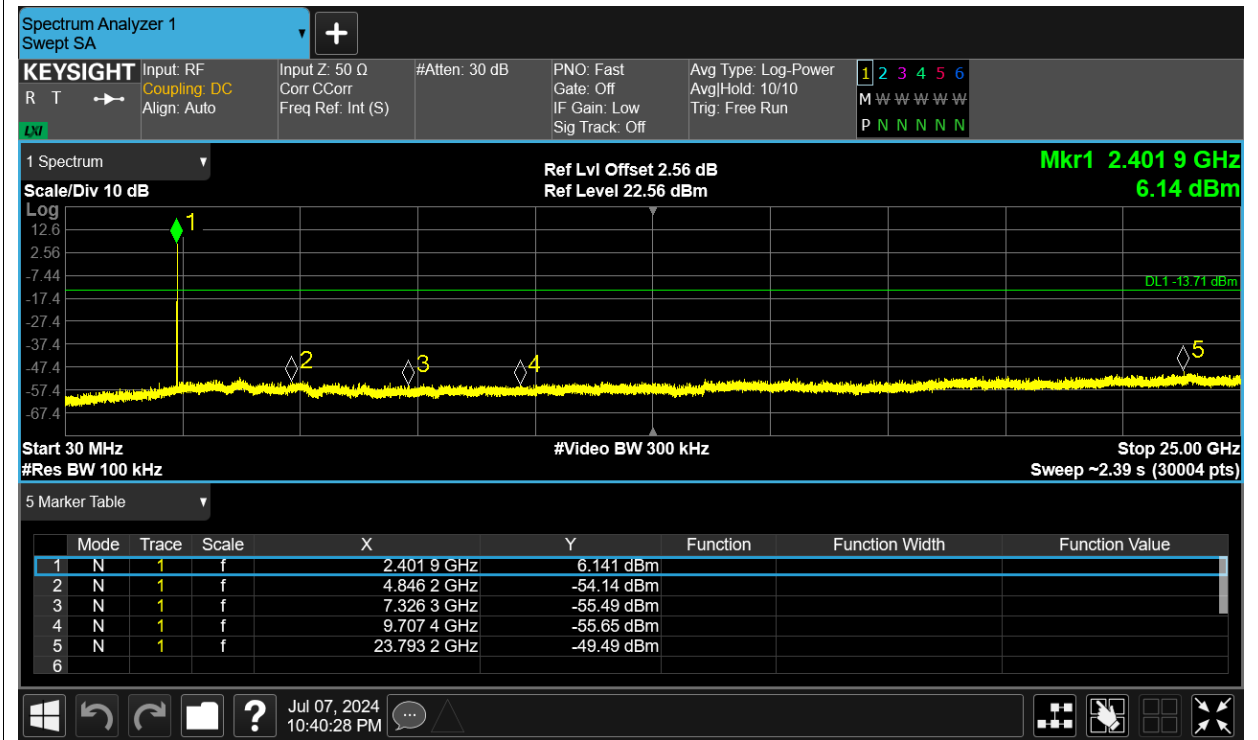 Spectrum Analyzer 1
Swept SA
+
KEYSIGHT
R T
LXI
Input: RF
Coupling: DC
Align: Auto
Input Z: 50 Ω
Corr CCorr
Freq Ref: Int (S)
#Atten: 30 dB
PNO: Fast
Gate: Off
IF Gain: Low
Sig Track: Off
Avg Type: Log-Power
Avg|Hold: 10/10
Trig: Free Run
1 2 3 4 5 6
M W W W W W
P N N N N N
1 Spectrum
Scale/Div 10 dB
Ref Lvl Offset 2.56 dB
Ref Level 22.56 dBm
Mkr1 2.401 9 GHz
6.14 dBm
Log
12.6
2.56
-7.44
-17.4
-27.4
-37.4
-47.4
-57.4
-67.4
1
2
3
4
5
DL1 -13.71 dBm
Start 30 MHz
#Res BW 100 kHz
#Video BW 300 kHz
Stop 25.00 GHz
Sweep ~2.39 s (30004 pts)
5 Marker Table
Mode Trace Scale X Y Function Function Width Function Value
1 N 1 f 2.401 9 GHz 6.141 dBm
2 N 1 f 4.846 2 GHz -54.14 dBm
3 N 1 f 7.326 3 GHz -55.49 dBm
4 N 1 f 9.707 4 GHz -55.65 dBm
5 N 1 f 23.793 2 GHz -49.49 dBm
6
?
Jul 07, 2024
10:40:28 PM